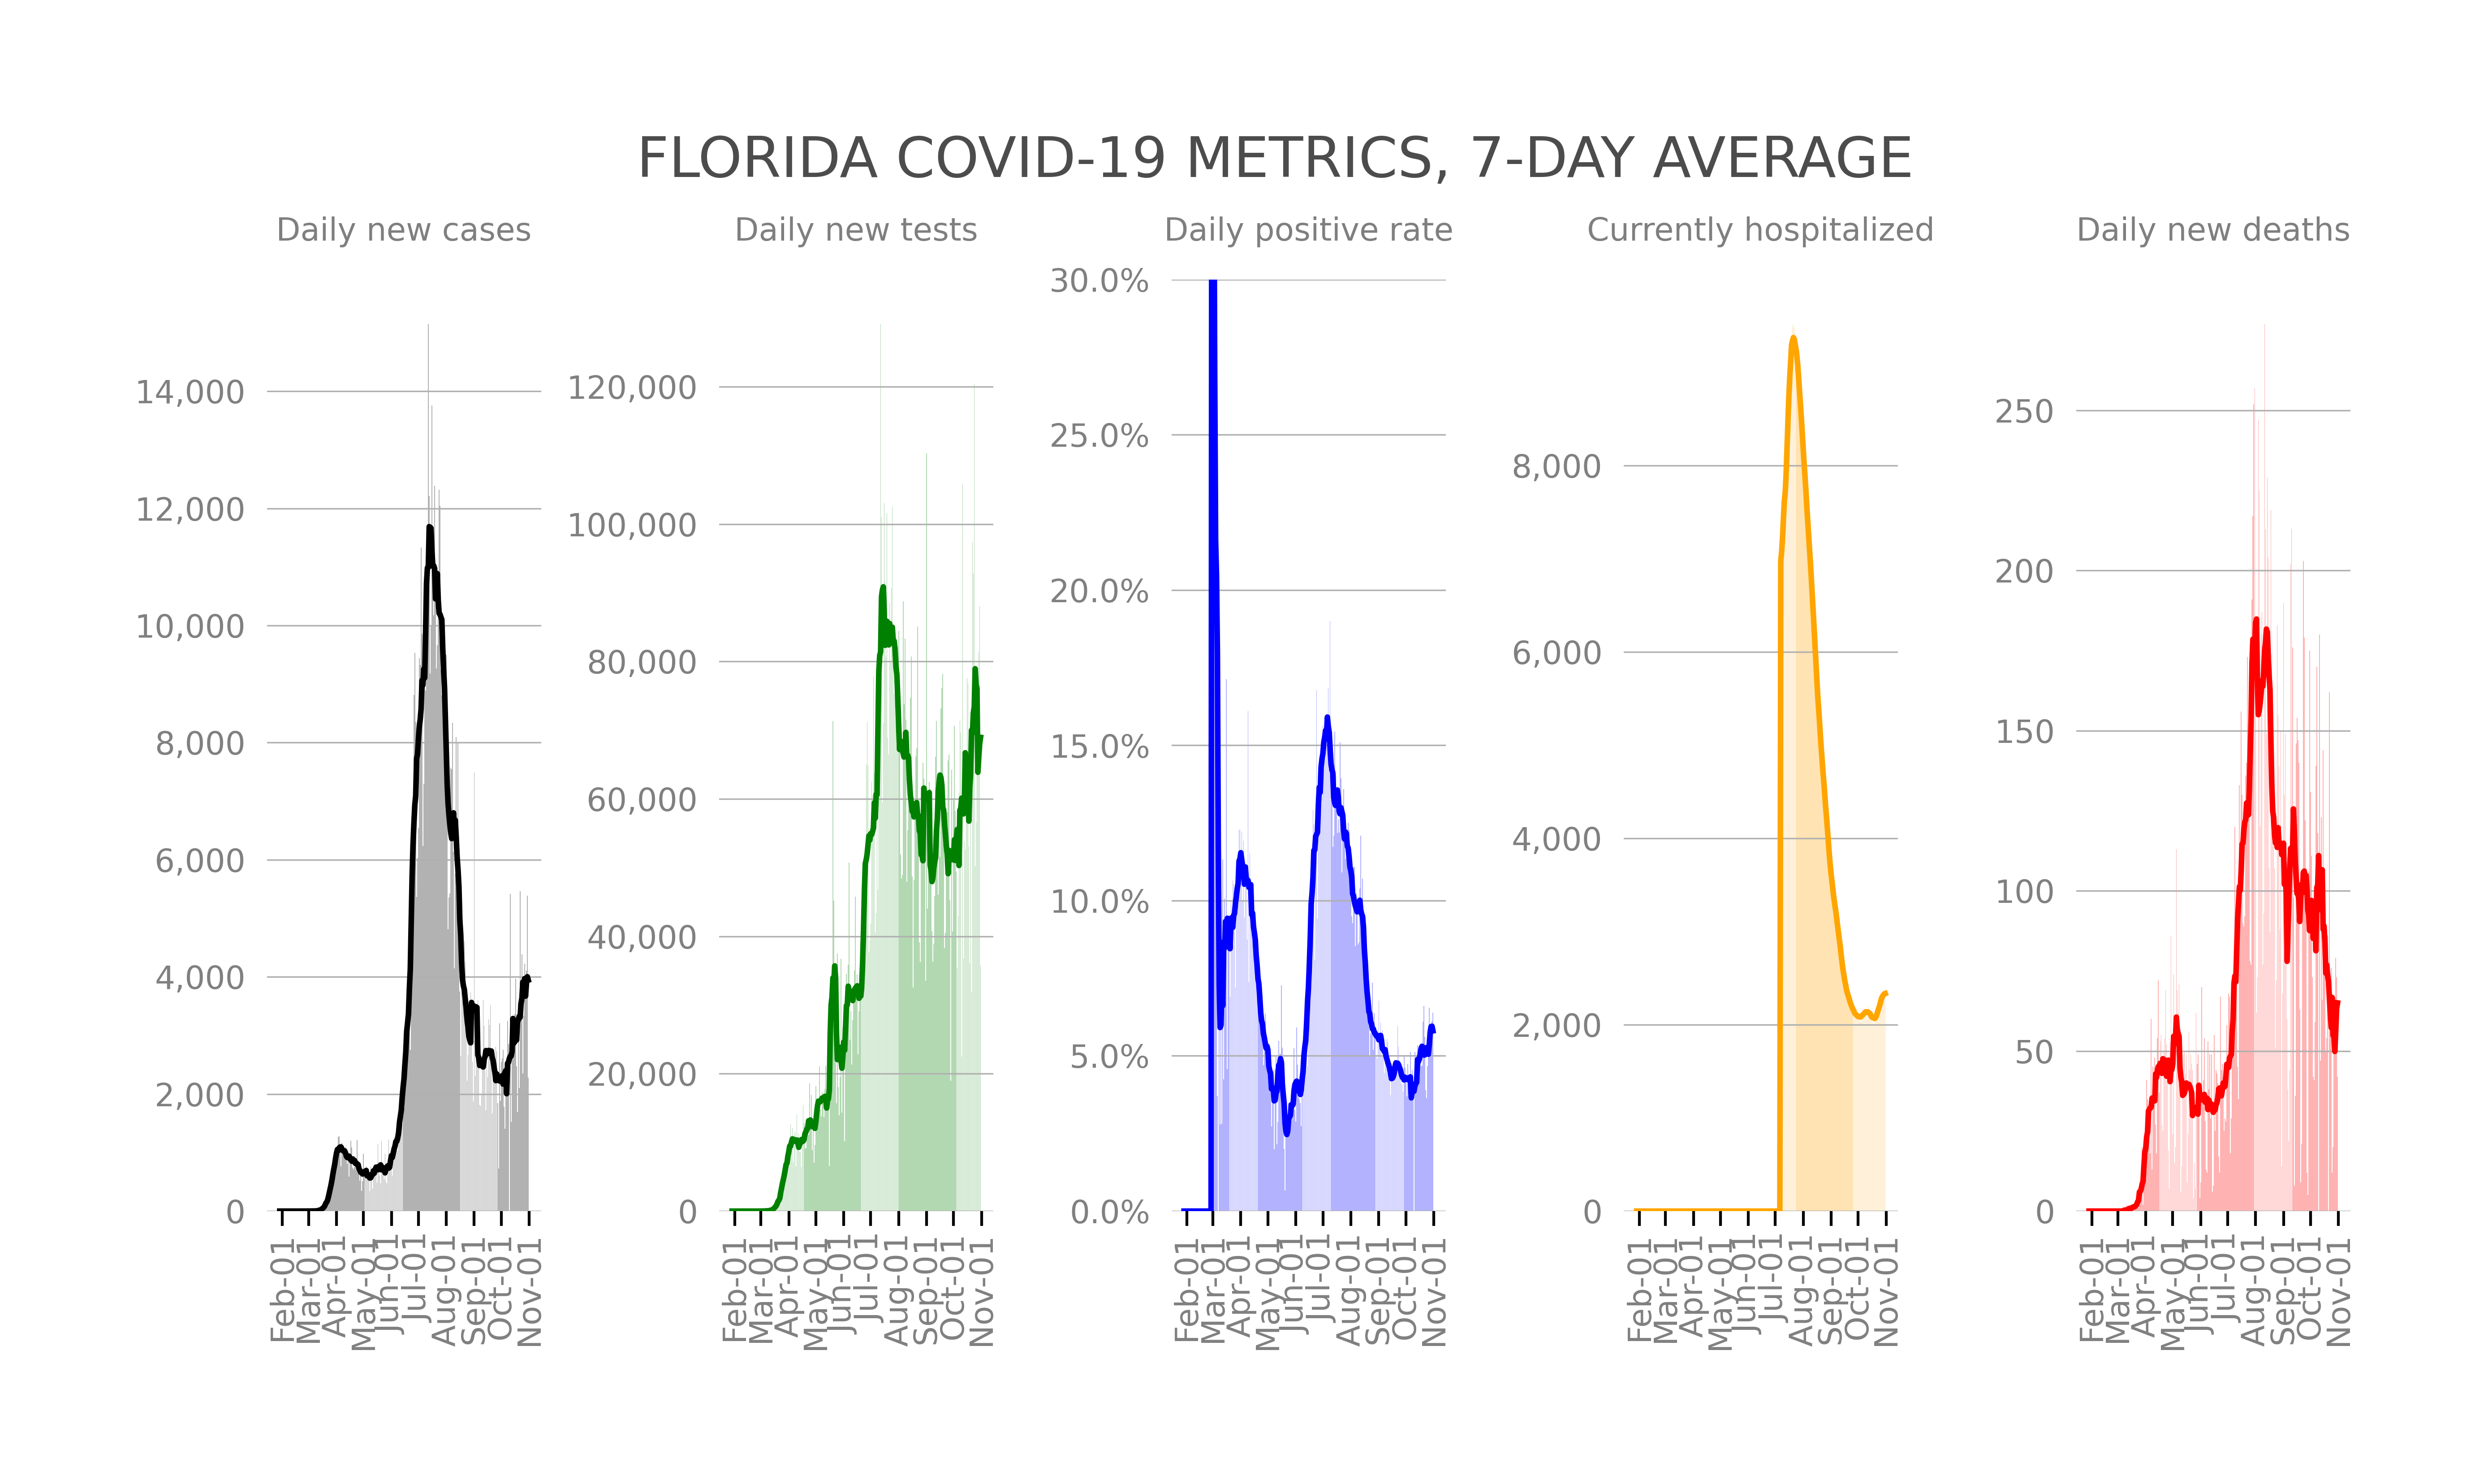 FLORIDA COVID-19 METRICS, 7-DAY AVERAGE
Daily new cases
14,000
12,000
10,000
8,000
6,000
4,000
2,000
0
Feb-01
Mar-01
Apr-01
May-01
Jun-01
Jul-01
Aug-01
Sep-01
Oct-01
Nov-01
Daily new tests
120,000
100,000
80,000
60,000
40,000
20,000
0
Feb-01
Mar-01
Apr-01
May-01
Jun-01
Jul-01
Aug-01
Sep-01
Oct-01
Nov-01
Daily positive rate
30.0%
25.0%
20.0%
15.0%
10.0%
5.0%
0.0%
Feb-01
Mar-01
Apr-01
May-01
Jun-01
Jul-01
Aug-01
Sep-01
Oct-01
Nov-01
Currently hospitalized
8,000
6,000
4,000
2,000
0
Feb-01
Mar-01
Apr-01
May-01
Jun-01
Jul-01
Aug-01
Sep-01
Oct-01
Nov-01
Daily new deaths
250
200
150
100
50
0
Feb-01
Mar-01
Apr-01
May-01
Jun-01
Jul-01
Aug-01
Sep-01
Oct-01
Nov-01